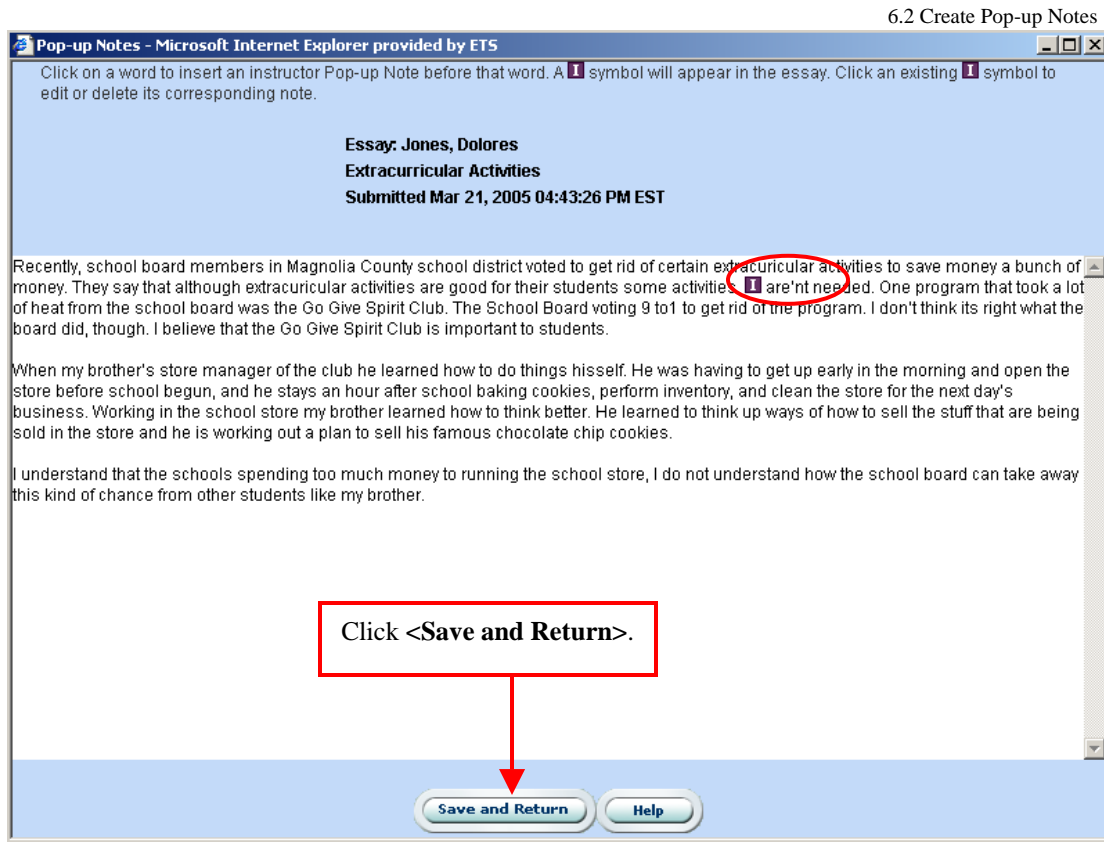 6.2 Create Pop-up Notes
Pop-up Notes - Microsoft Internet Explorer provided by ETS
Click on a word to insert an instructor Pop-up Note before that word. A I symbol will appear in the essay. Click an existing I symbol to
edit or delete its corresponding note.
Essay: Jones, Dolores
Extracurricular Activities
Submitted Mar 21, 2005 04:43:26 PM EST
Recently, school board members in Magnolia County school district voted to get rid of certain extracuricular activities to save money a bunch of
money. They say that although extracuricular activities are good for their students some activities I are'nt needed. One program that took a lot
of heat from the school board was the Go Give Spirit Club. The School Board voting 9 to1 to get rid of the program. I don't think its right what the
board did, though. I believe that the Go Give Spirit Club is important to students.
When my brother's store manager of the club he learned how to do things hisself. He was having to get up early in the morning and open the
store before school begun, and he stays an hour after school baking cookies, perform inventory, and clean the store for the next day's
business. Working in the school store my brother learned how to think better. He learned to think up ways of how to sell the stuff that are being
sold in the store and he is working out a plan to sell his famous chocolate chip cookies.
I understand that the schools spending too much money to running the school store, I do not understand how the school board can take away
this kind of chance from other students like my brother.
Click <Save and Return>.
Save and Return Help